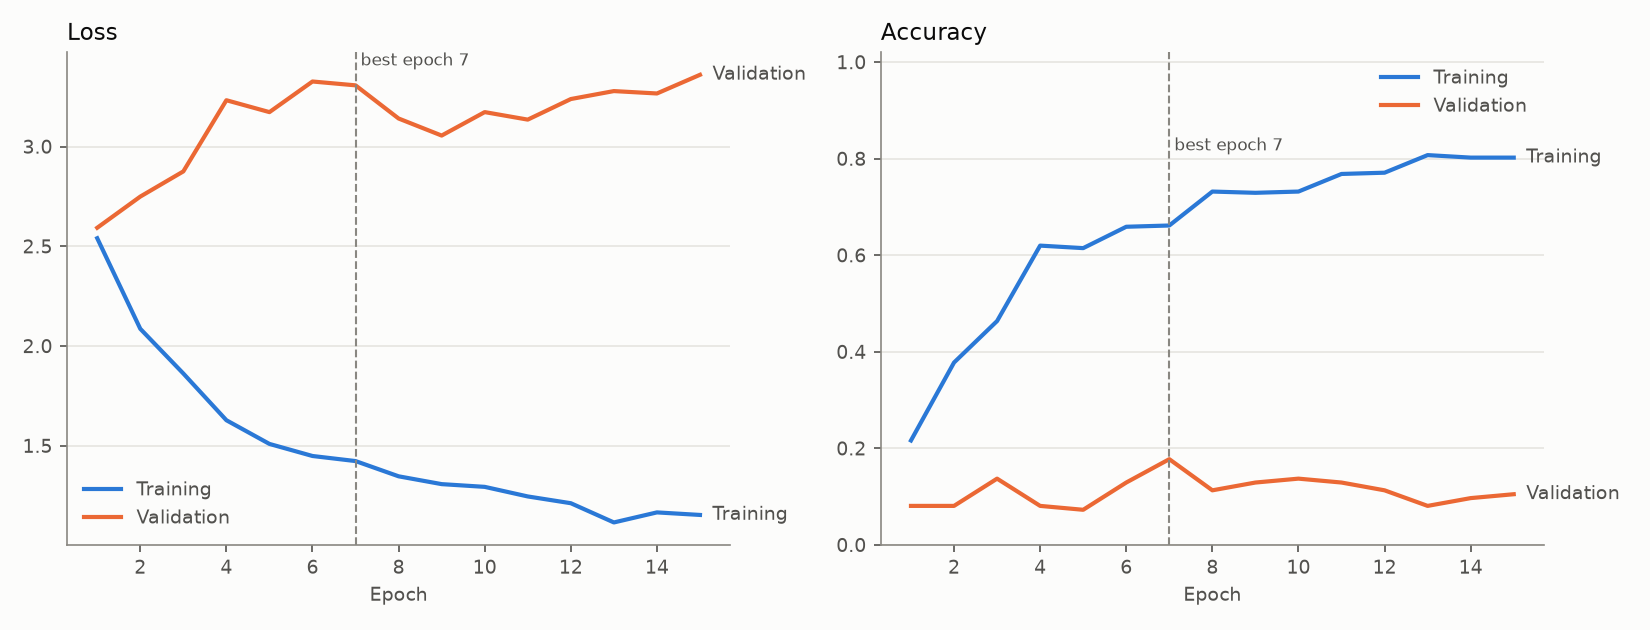 Loss
best epoch 7
Validation
3.0
2.5
2.0
1.5
Training
Validation
Training
2 4 6 8 10 12 14
Epoch
Accuracy
1.0
Training
Validation
best epoch 7
0.8
Training
0.6
0.4
0.2
Validation
0.0
2 4 6 8 10 12 14
Epoch